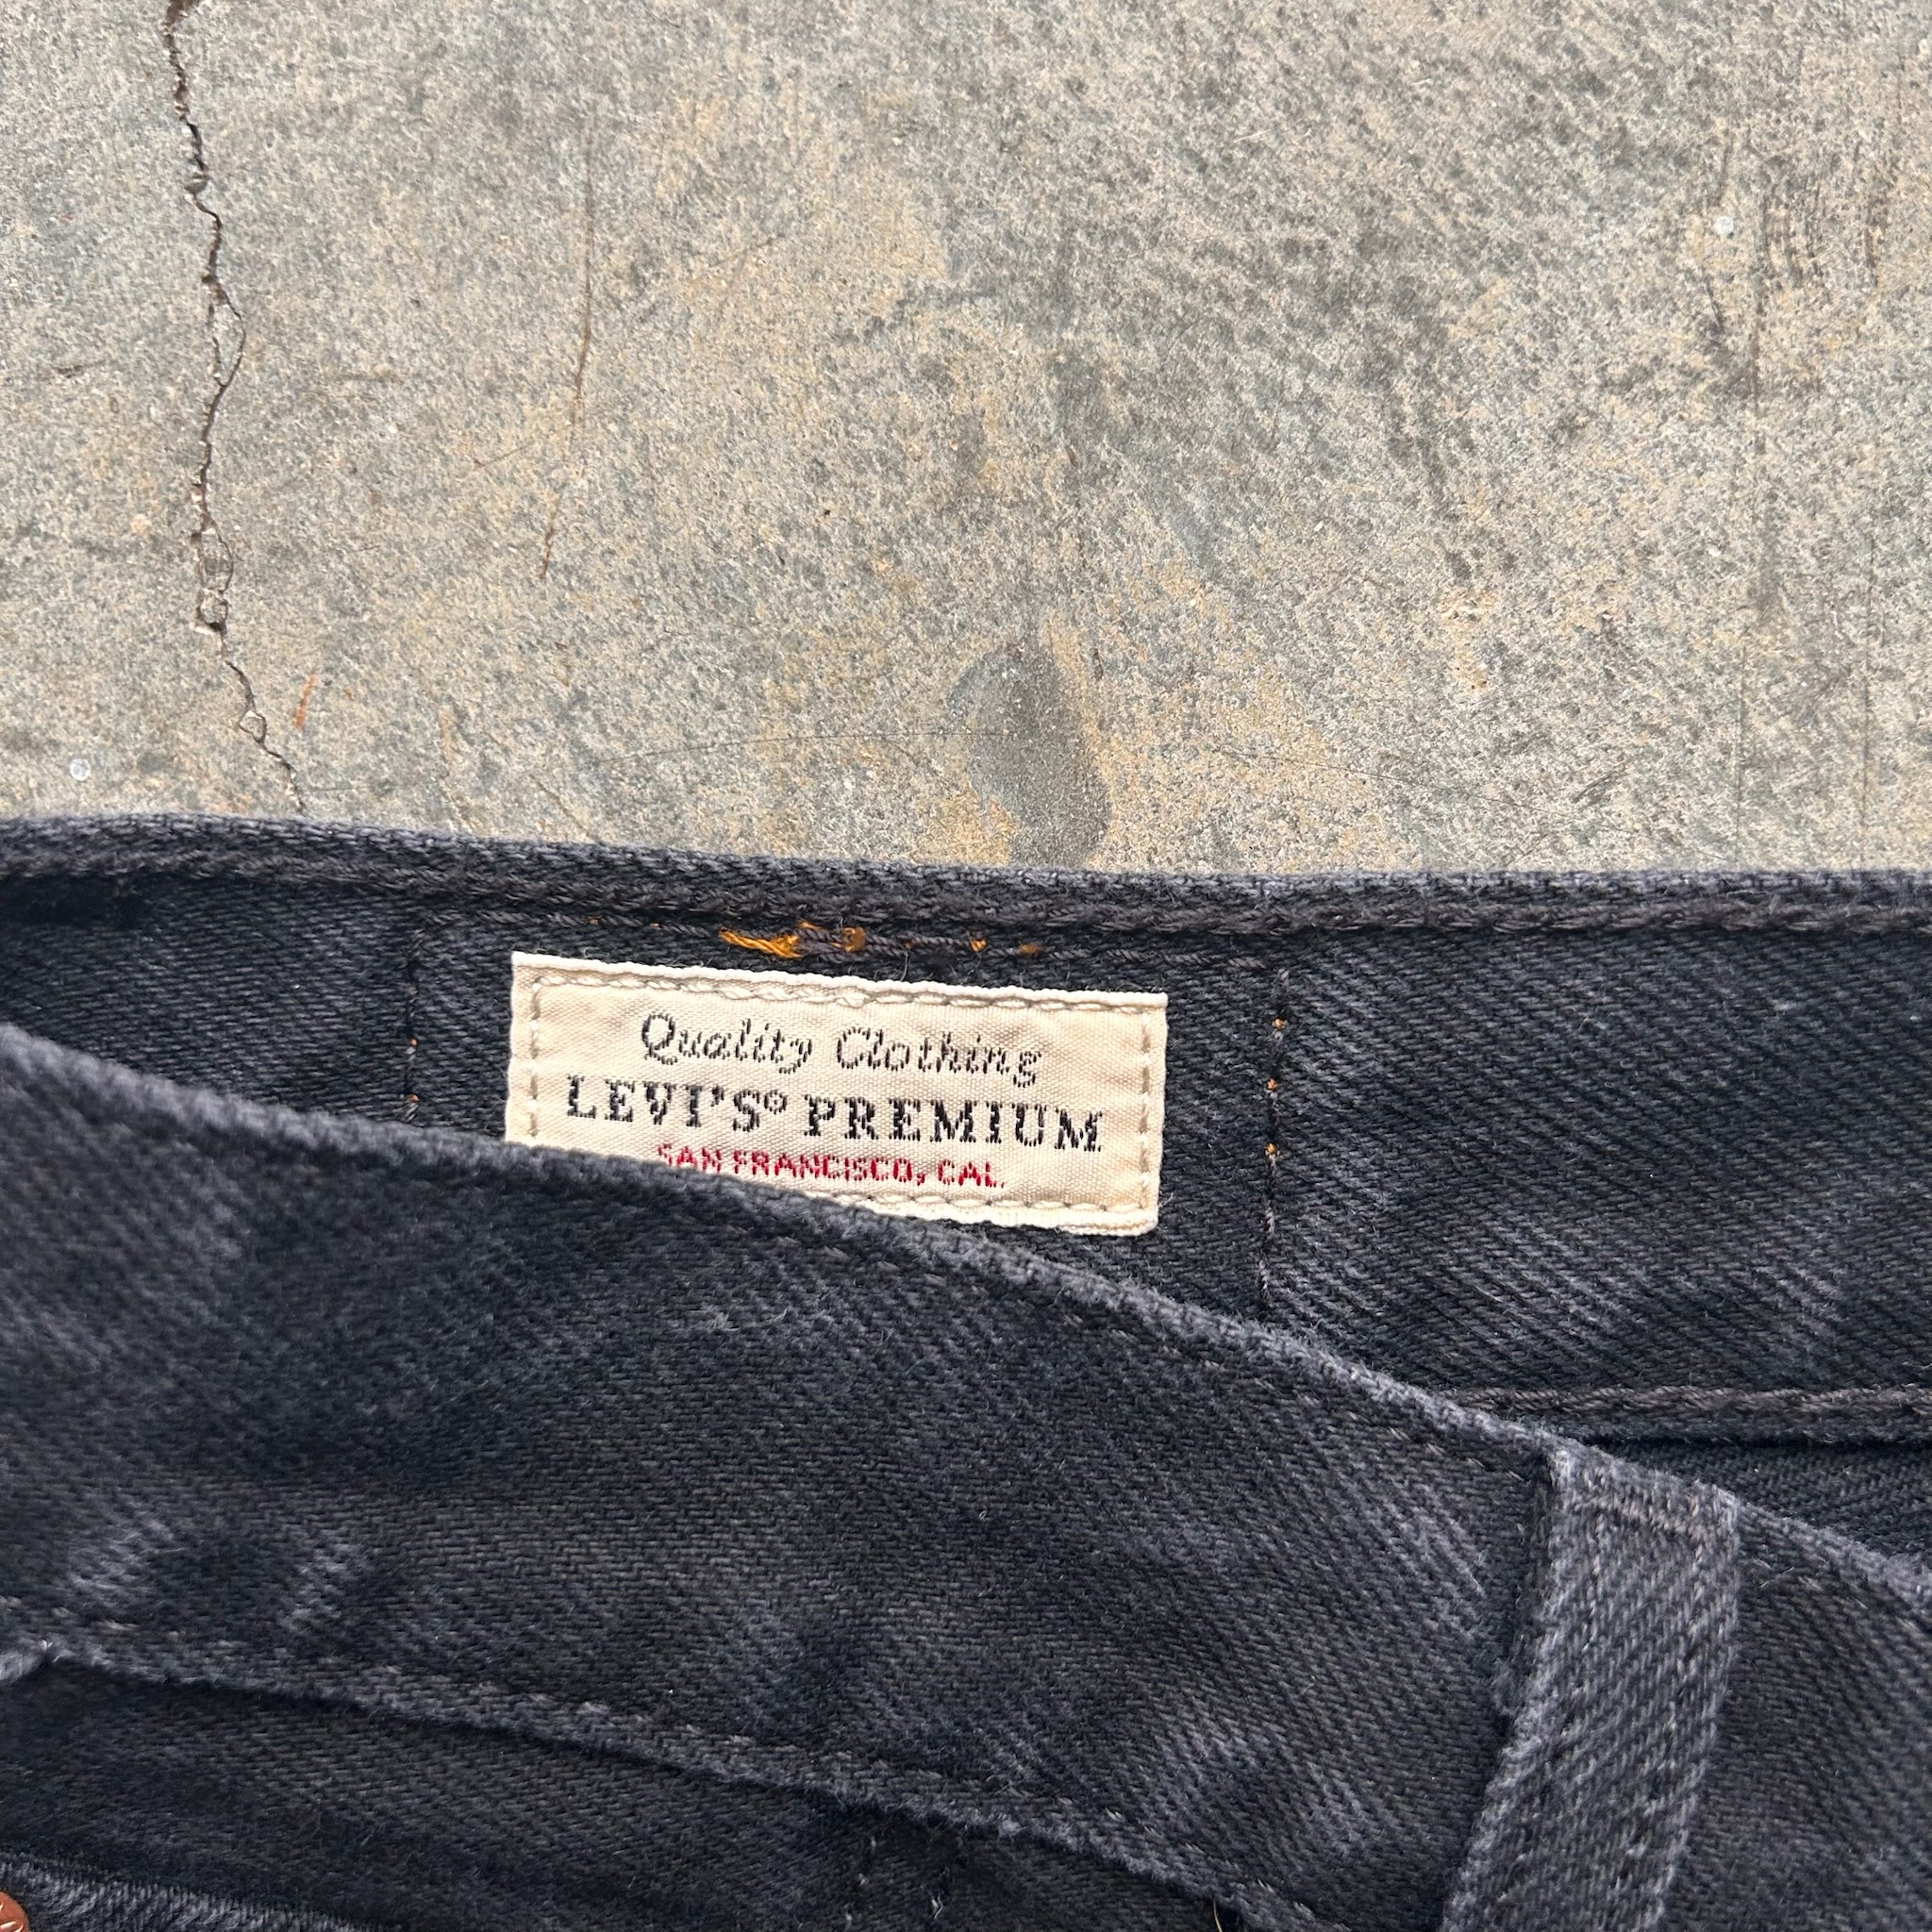 Quality Clothing
LEVI'S® PREMIUM
SAN FRANCISCO, CAL.